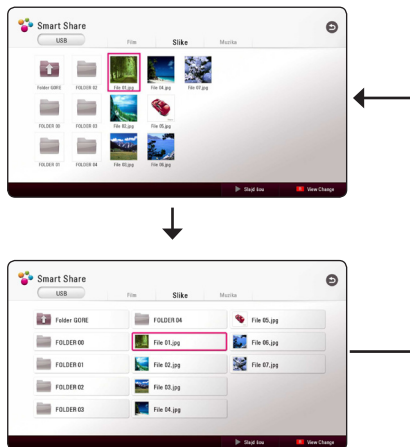 Smart Share
USB Film Slike Muzika
Folder GORE FOLDER 02 File 01.jpg File 04.jpg File 07.jpg
FOLDER 00 FOLDER 03 File 02.jpg File 05.jpg
FOLDER 01 FOLDER 04 File 03.jpg File 06.jpg
Slajd šou View Change
Smart Share
USB Film Slike Muzika
Folder GORE FOLDER 04 File 05.jpg
FOLDER 00 File 01.jpg File 06.jpg
FOLDER 01 File 02.jpg File 07.jpg
FOLDER 02 File 03.jpg
FOLDER 03 File 04.jpg
Slajd šou View Change